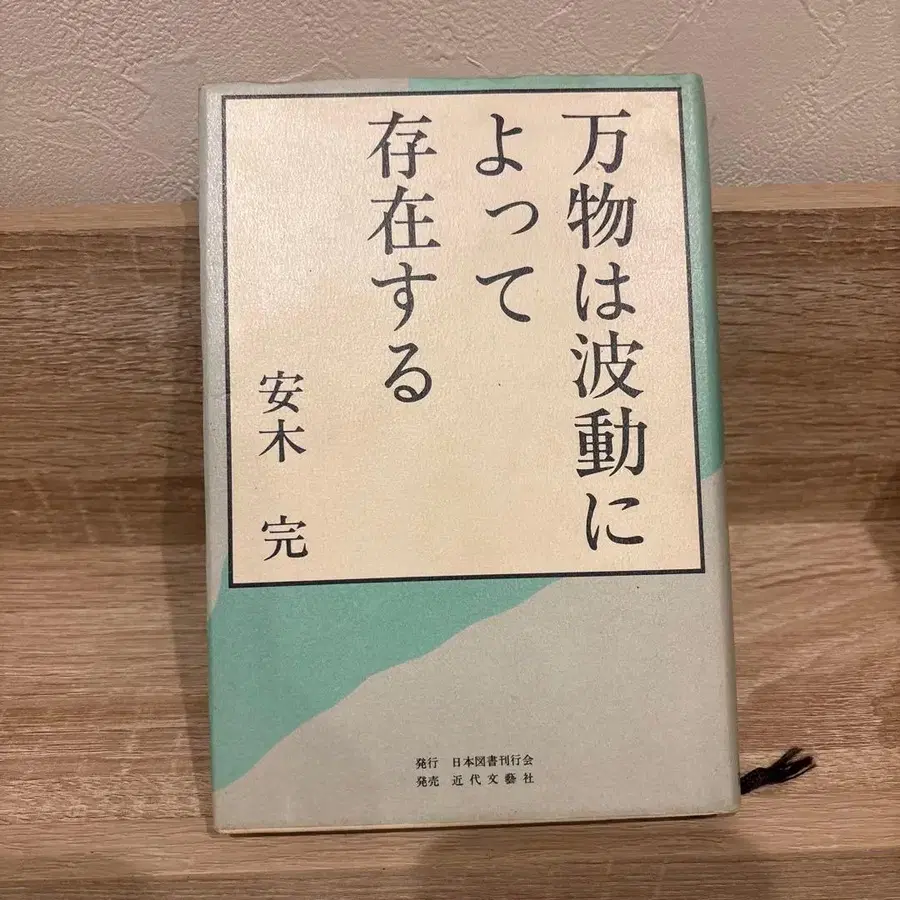 万物は波動に
よって
存在する
安木 完
発行 日本図書刊行会
発売 近代文藝社